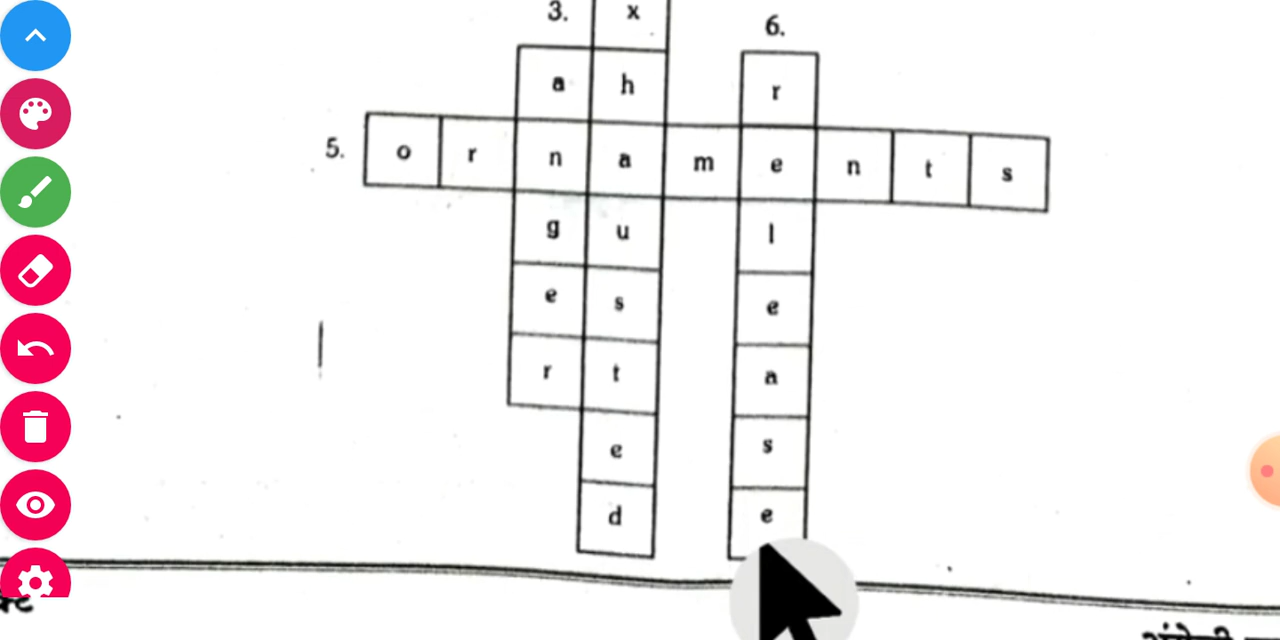 3. x
6.
a h r
5. o r n a m e n t s
g u l
e s e
r t a
e s
d e